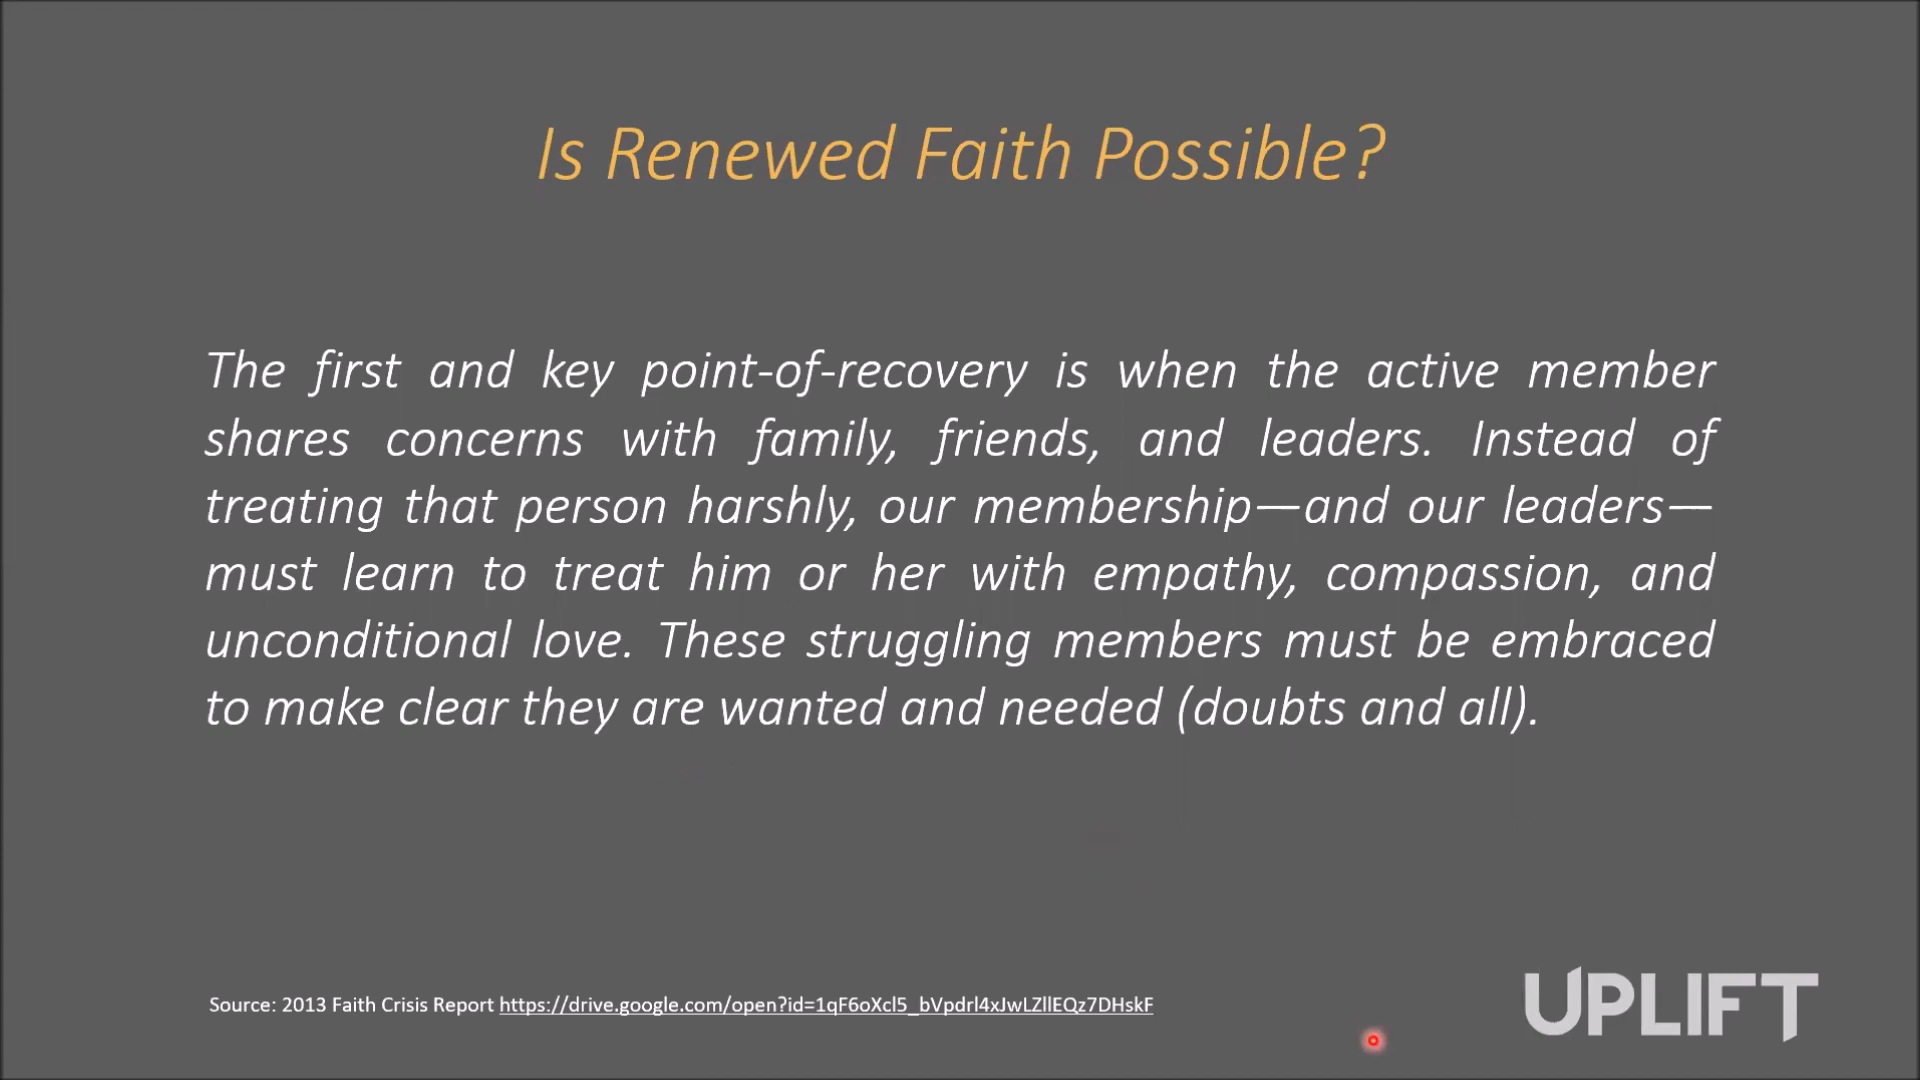 Is Renewed Faith Possible?
The first and key point-of-recovery is when the active member
shares concerns with family, friends, and leaders. Instead of
treating that person harshly, our membership—and our leaders—
must learn to treat him or her with empathy, compassion, and
unconditional love. These struggling members must be embraced
to make clear they are wanted and needed (doubts and all).
Source: 2013 Faith Crisis Report https://drive.google.com/open?id=1qF6oXcl5_bVpdrl4xJwLZllEQz7DHskF
UPLIFT